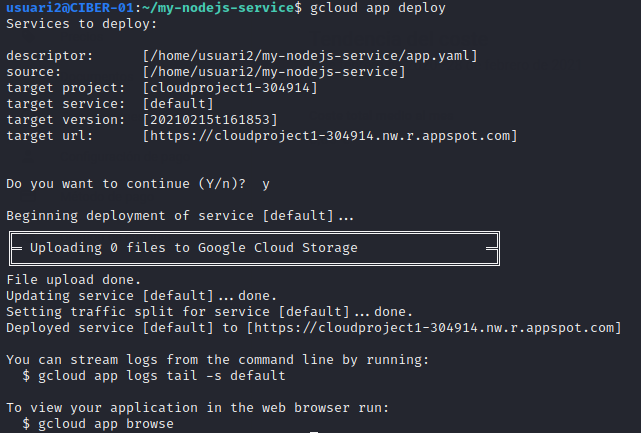 usuari2@CIBER-01:~/my-nodejs-service$ gcloud app deploy
Services to deploy:
descriptor:      [/home/usuari2/my-nodejs-service/app.yaml]
source:          [/home/usuari2/my-nodejs-service]
target project:  [cloudproject1-304914]
target service:  [default]
target version:  [20210215t161853]
target url:      [https://cloudproject1-304914.nw.r.appspot.com]
Do you want to continue (Y/n)?  y
Beginning deployment of service [default]...
Uploading 0 files to Google Cloud Storage
File upload done.
Updating service [default]...done.
Setting traffic split for service [default]...done.
Deployed service [default] to [https://cloudproject1-304914.nw.r.appspot.com]
You can stream logs from the command line by running:
  $ gcloud app logs tail -s default
To view your application in the web browser run:
  $ gcloud app browse